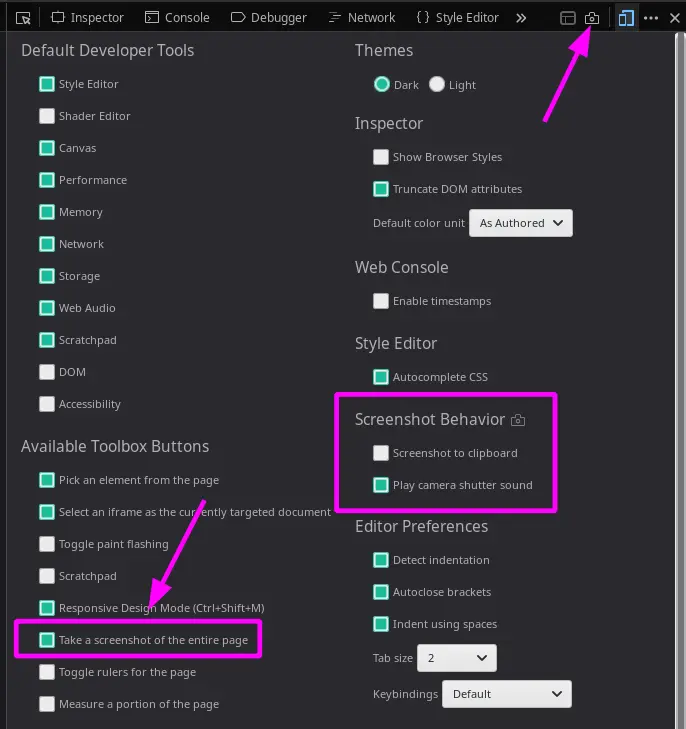 Inspector Console Debugger Network Style Editor
Default Developer Tools
Style Editor
Shader Editor
Canvas
Performance
Memory
Network
Storage
Web Audio
Scratchpad
DOM
Accessibility
Available Toolbox Buttons
Pick an element from the page
Select an iframe as the currently targeted document
Toggle paint flashing
Scratchpad
Responsive Design Mode (Ctrl+Shift+M)
Take a screenshot of the entire page
Toggle rulers for the page
Measure a portion of the page
Themes
Dark Light
Inspector
Show Browser Styles
Truncate DOM attributes
Default color unit As Authored
Web Console
Enable timestamps
Style Editor
Autocomplete CSS
Screenshot Behavior
Screenshot to clipboard
Play camera shutter sound
Editor Preferences
Detect indentation
Autoclose brackets
Indent using spaces
Tab size 2
Keybindings Default